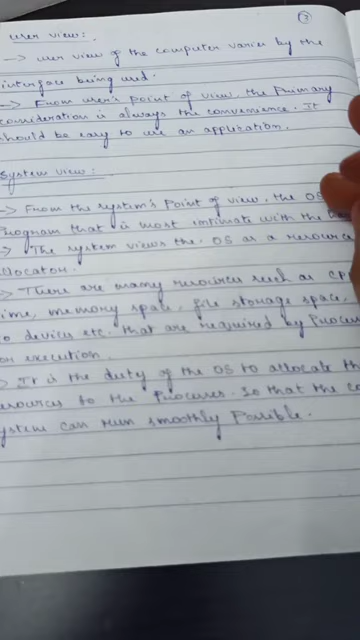 3
user view:
→ user view of the computer varies by the
interface being used.
→ From user's point of view, the primary
consideration is always the convenience. It
should be easy to use an application.
System view:
→ From the system's point of view, the OS
program that is most intimate with the
→ The system views the OS as a resource
allocator.
→ There are many resources such as CPU
time, memory space, file storage space,
I/o devices etc. that are required by Process
for execution.
→ It is the duty of the OS to allocate the
resources to the Processes. So that the
system can run smoothly Possible.